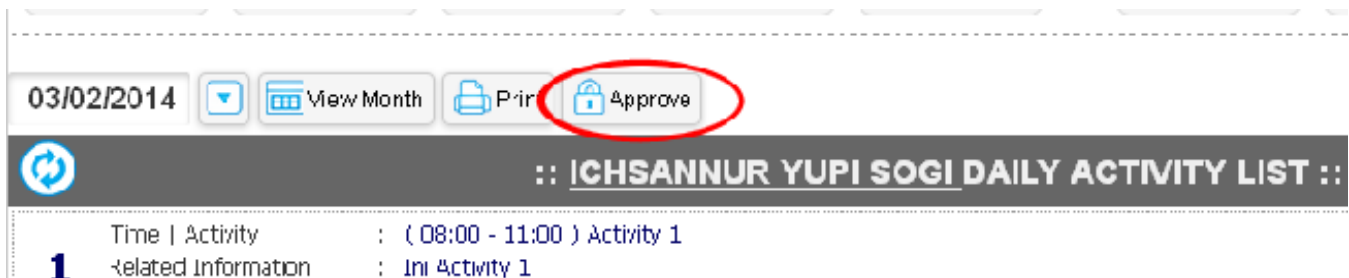 03/02/2014 View Month Print Approve
:: ICHSANNUR YUPI SOGI DAILY ACTIVITY LIST ::
Time | Activity : ( 08:00 - 11:00 ) Activity 1
1 Related Information : Ini Activity 1